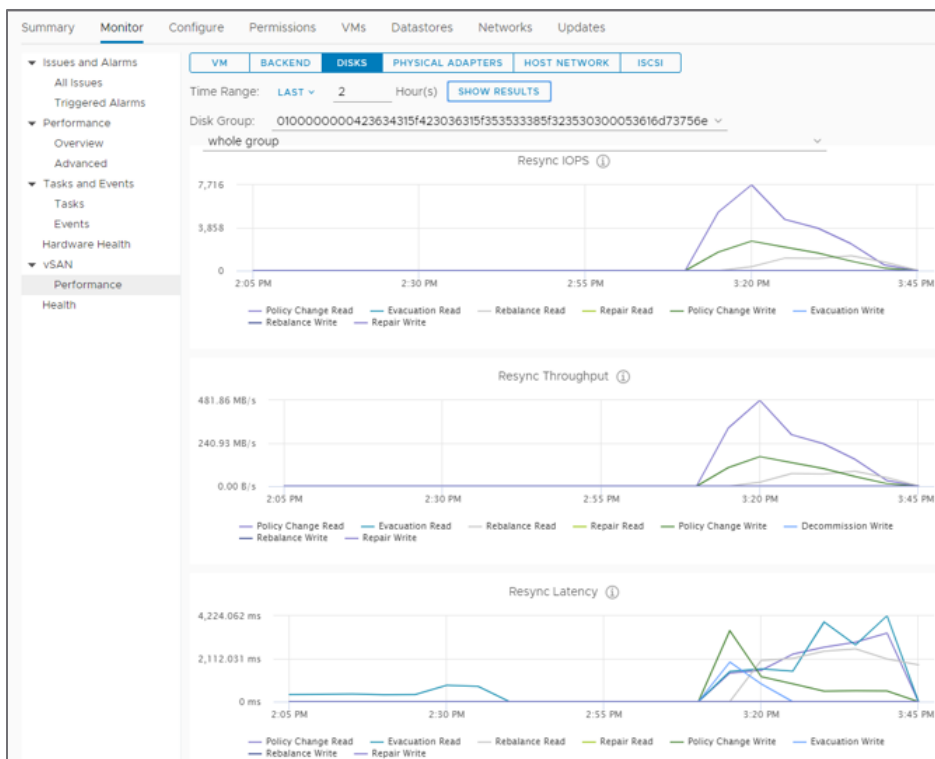 Summary Monitor Configure Permissions VMs Datastores Networks Updates
Issues and Alarms
All Issues
Triggered Alarms
Performance
Overview
Advanced
Tasks and Events
Tasks
Events
Hardware Health
vSAN
Performance
Health
VM BACKEND DISKS PHYSICAL ADAPTERS HOST NETWORK ISCSI
Time Range: LAST 2 Hour(s) SHOW RESULTS
Disk Group: 0100000000423634315f423036315f353533385f323530300053616d73756e
whole group
Resync IOPS
7,716
3,858
0
2:05 PM 2:30 PM 2:55 PM 3:20 PM 3:45 PM
Policy Change Read Evacuation Read Rebalance Read Repair Read Policy Change Write Evacuation Write
Rebalance Write Repair Write
Resync Throughput
481.86 MB/s
240.93 MB/s
0.00 B/s
2:05 PM 2:30 PM 2:55 PM 3:20 PM 3:45 PM
Policy Change Read Evacuation Read Rebalance Read Repair Read Policy Change Write Decommission Write
Rebalance Write Repair Write
Resync Latency
4,224.062 ms
2,112.031 ms
0 ms
2:05 PM 2:30 PM 2:55 PM 3:20 PM 3:45 PM
Policy Change Read Evacuation Read Rebalance Read Repair Read Policy Change Write Evacuation Write
Rebalance Write Repair Write